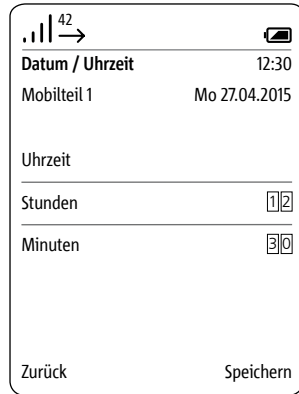 42
Datum / Uhrzeit 12:30
Mobilteil 1 Mo 27.04.2015
Uhrzeit
Stunden 12
Minuten 30
Zurück Speichern